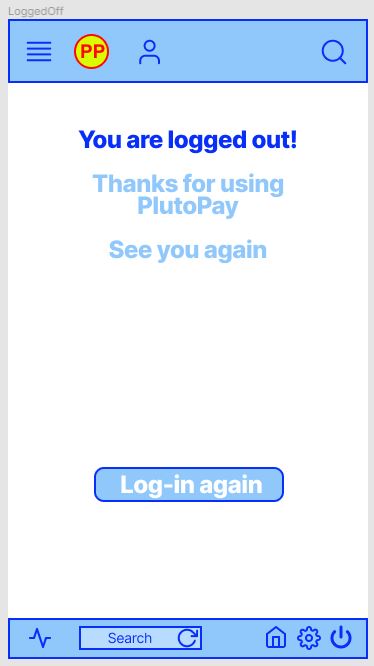 LoggedOff
PP
You are logged out!
Thanks for using
PlutoPay
See you again
Log-in again
Search